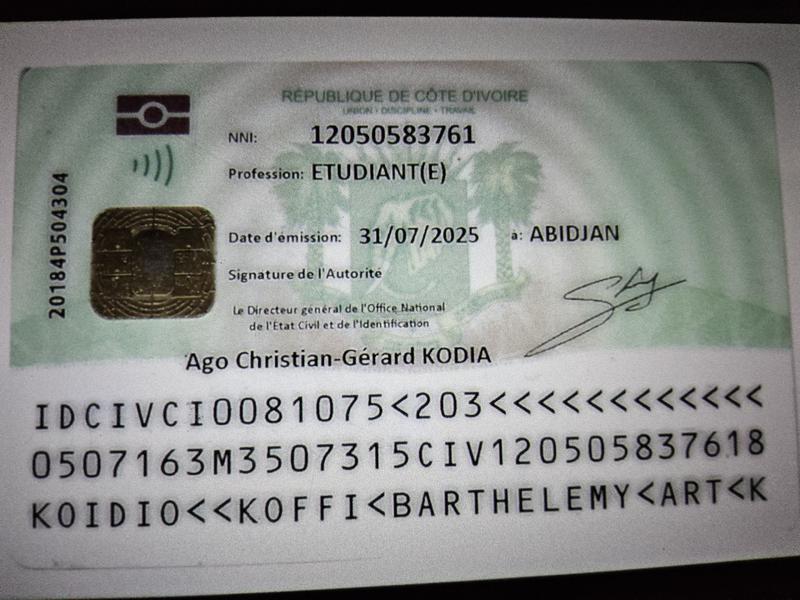 RÉPUBLIQUE DE CÔTE D'IVOIRE
UNION - DISCIPLINE - TRAVAIL
NNI: 12050583761
Profession: ETUDIANT(E)
20184P504304
Date d'émission: 31/07/2025 à: ABIDJAN
Signature de l'Autorité
Le Directeur général de l'Office National
de l'Etat Civil et de l'Identification
Ago Christian-Gérard KODIA
IDCIVCI0081075<203<<<<<<<<<<<<
0507163M3507315CIV120505837618
KOIDIO<<KOFFI<BARTHELEMY<ART<K